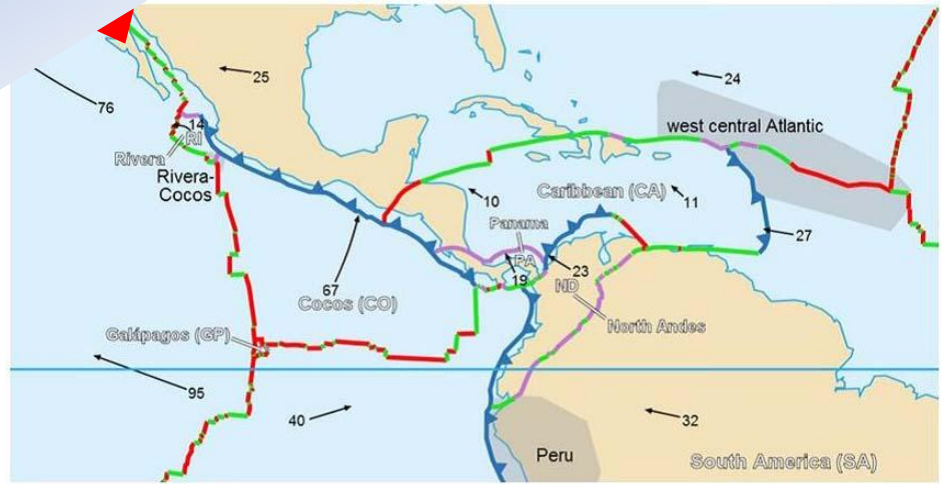 25
24
76
west central Atlantic
14
RI
Rivera
Rivera-
Cocos
10
Caribbean (CA)
11
Panama
PA
27
23
19
ND
67
Cocos (CO)
North Andes
Galápagos (GP)
95
40
32
Peru
South America (SA)